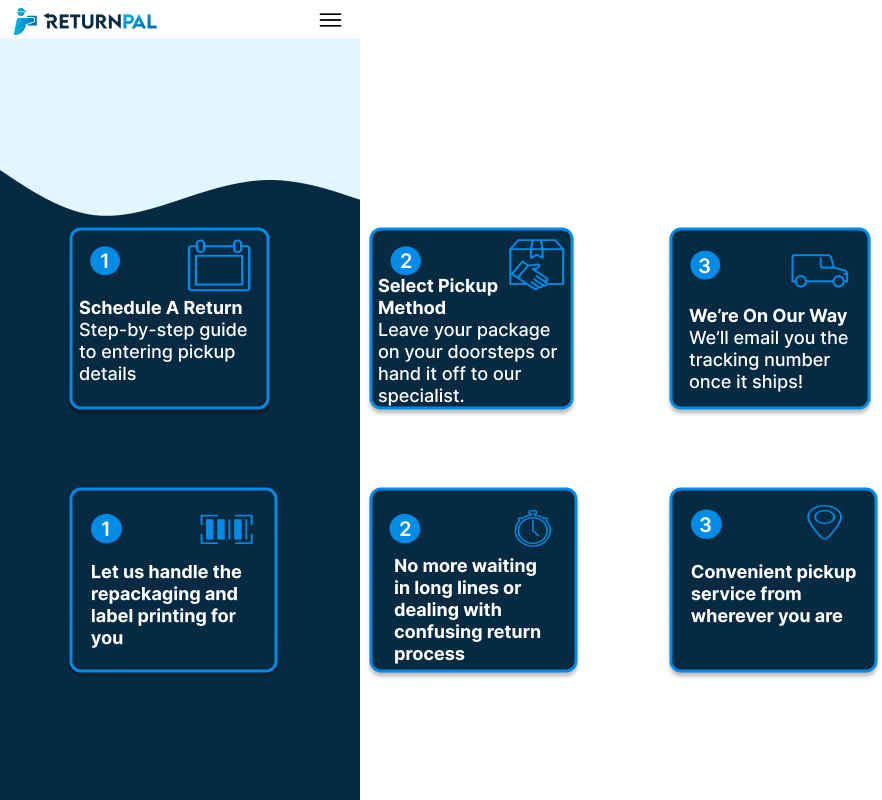 RETURNPAL
1
Schedule A Return
Step-by-step guide
to entering pickup
details
2
Select Pickup
Method
Leave your package
on your doorsteps or
hand it off to our
specialist.
3
We’re On Our Way
We’ll email you the
tracking number
once it ships!
1
Let us handle the
repackaging and
label printing for
you
2
No more waiting
in long lines or
dealing with
confusing return
process
3
Convenient pickup
service from
wherever you are